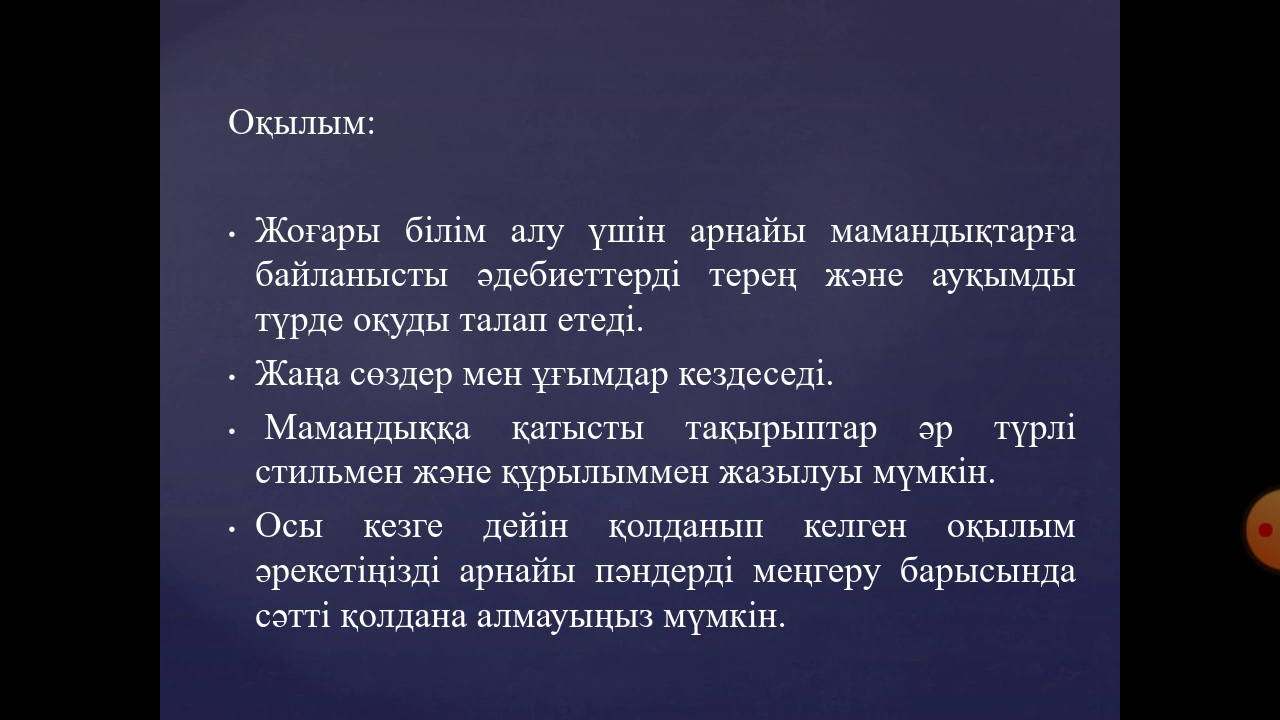 Оқылым:
• Жоғары білім алу үшін арнайы мамандықтарға
байланысты әдебиеттерді терең және ауқымды
түрде оқуды талап етеді.
• Жаңа сөздер мен ұғымдар кездеседі.
• Мамандыққа қатысты тақырыптар әр түрлі
стильмен және құрылыммен жазылуы мүмкін.
• Осы кезге дейін қолданып келген оқылым
әрекетіңізді арнайы пәндерді меңгеру барысында
сәтті қолдана алмауыңыз мүмкін.